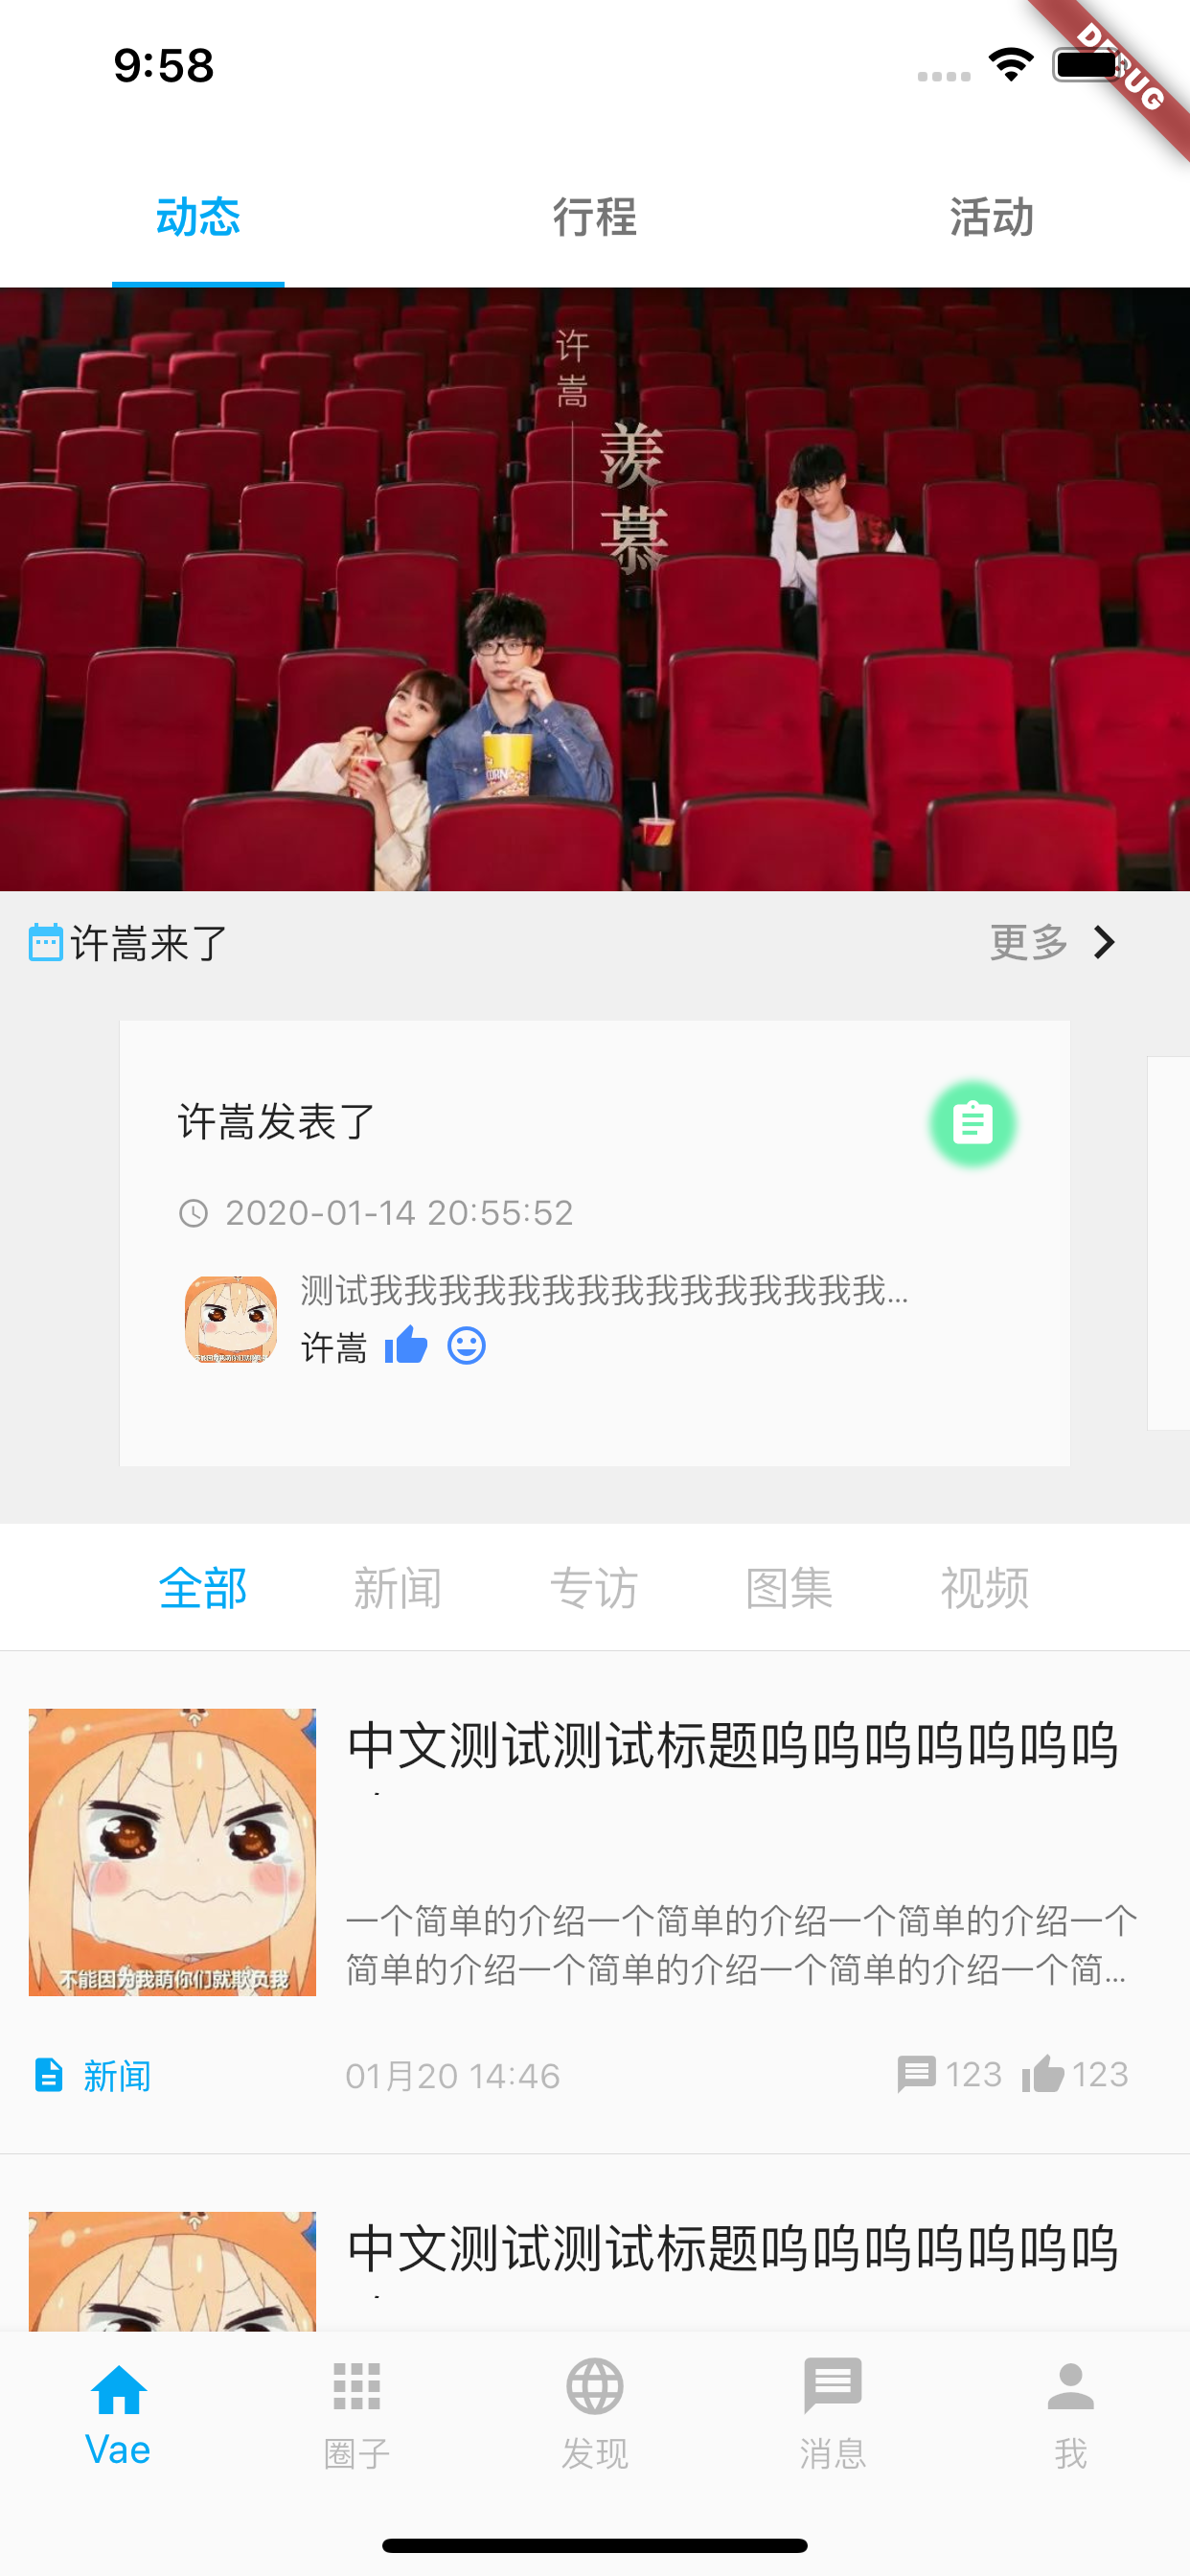 9:58
DEBUG
动态 行程 活动
许嵩
羡慕
CORN
许嵩来了 更多
许嵩发表了
2020-01-14 20:55:52
测试我我我我我我我我我我我我我我我...
许嵩
全部 新闻 专访 图集 视频
中文测试测试标题呜呜呜呜呜呜呜
一个简单的介绍一个简单的介绍一个简单的介绍一个
简单的介绍一个简单的介绍一个简单的介绍一个简...
不能因为我萌你们就欺负我
新闻 01月20 14:46 123 123
中文测试测试标题呜呜呜呜呜呜呜
Vae 圈子 发现 消息 我